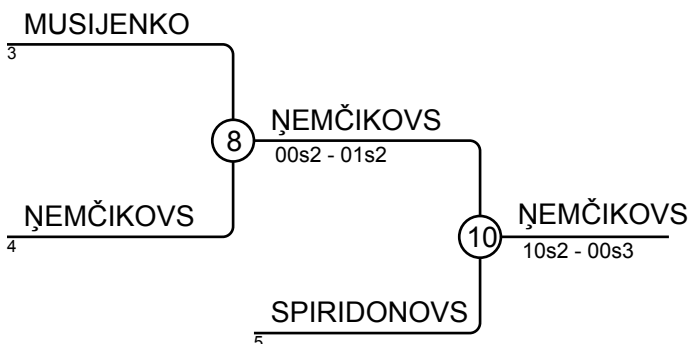 MUSIJENKO
3
8
ŅEMČIKOVS
00s2 - 01s2
ŅEMČIKOVS
4
10
ŅEMČIKOVS
10s2 - 00s3
SPIRIDONOVS
5